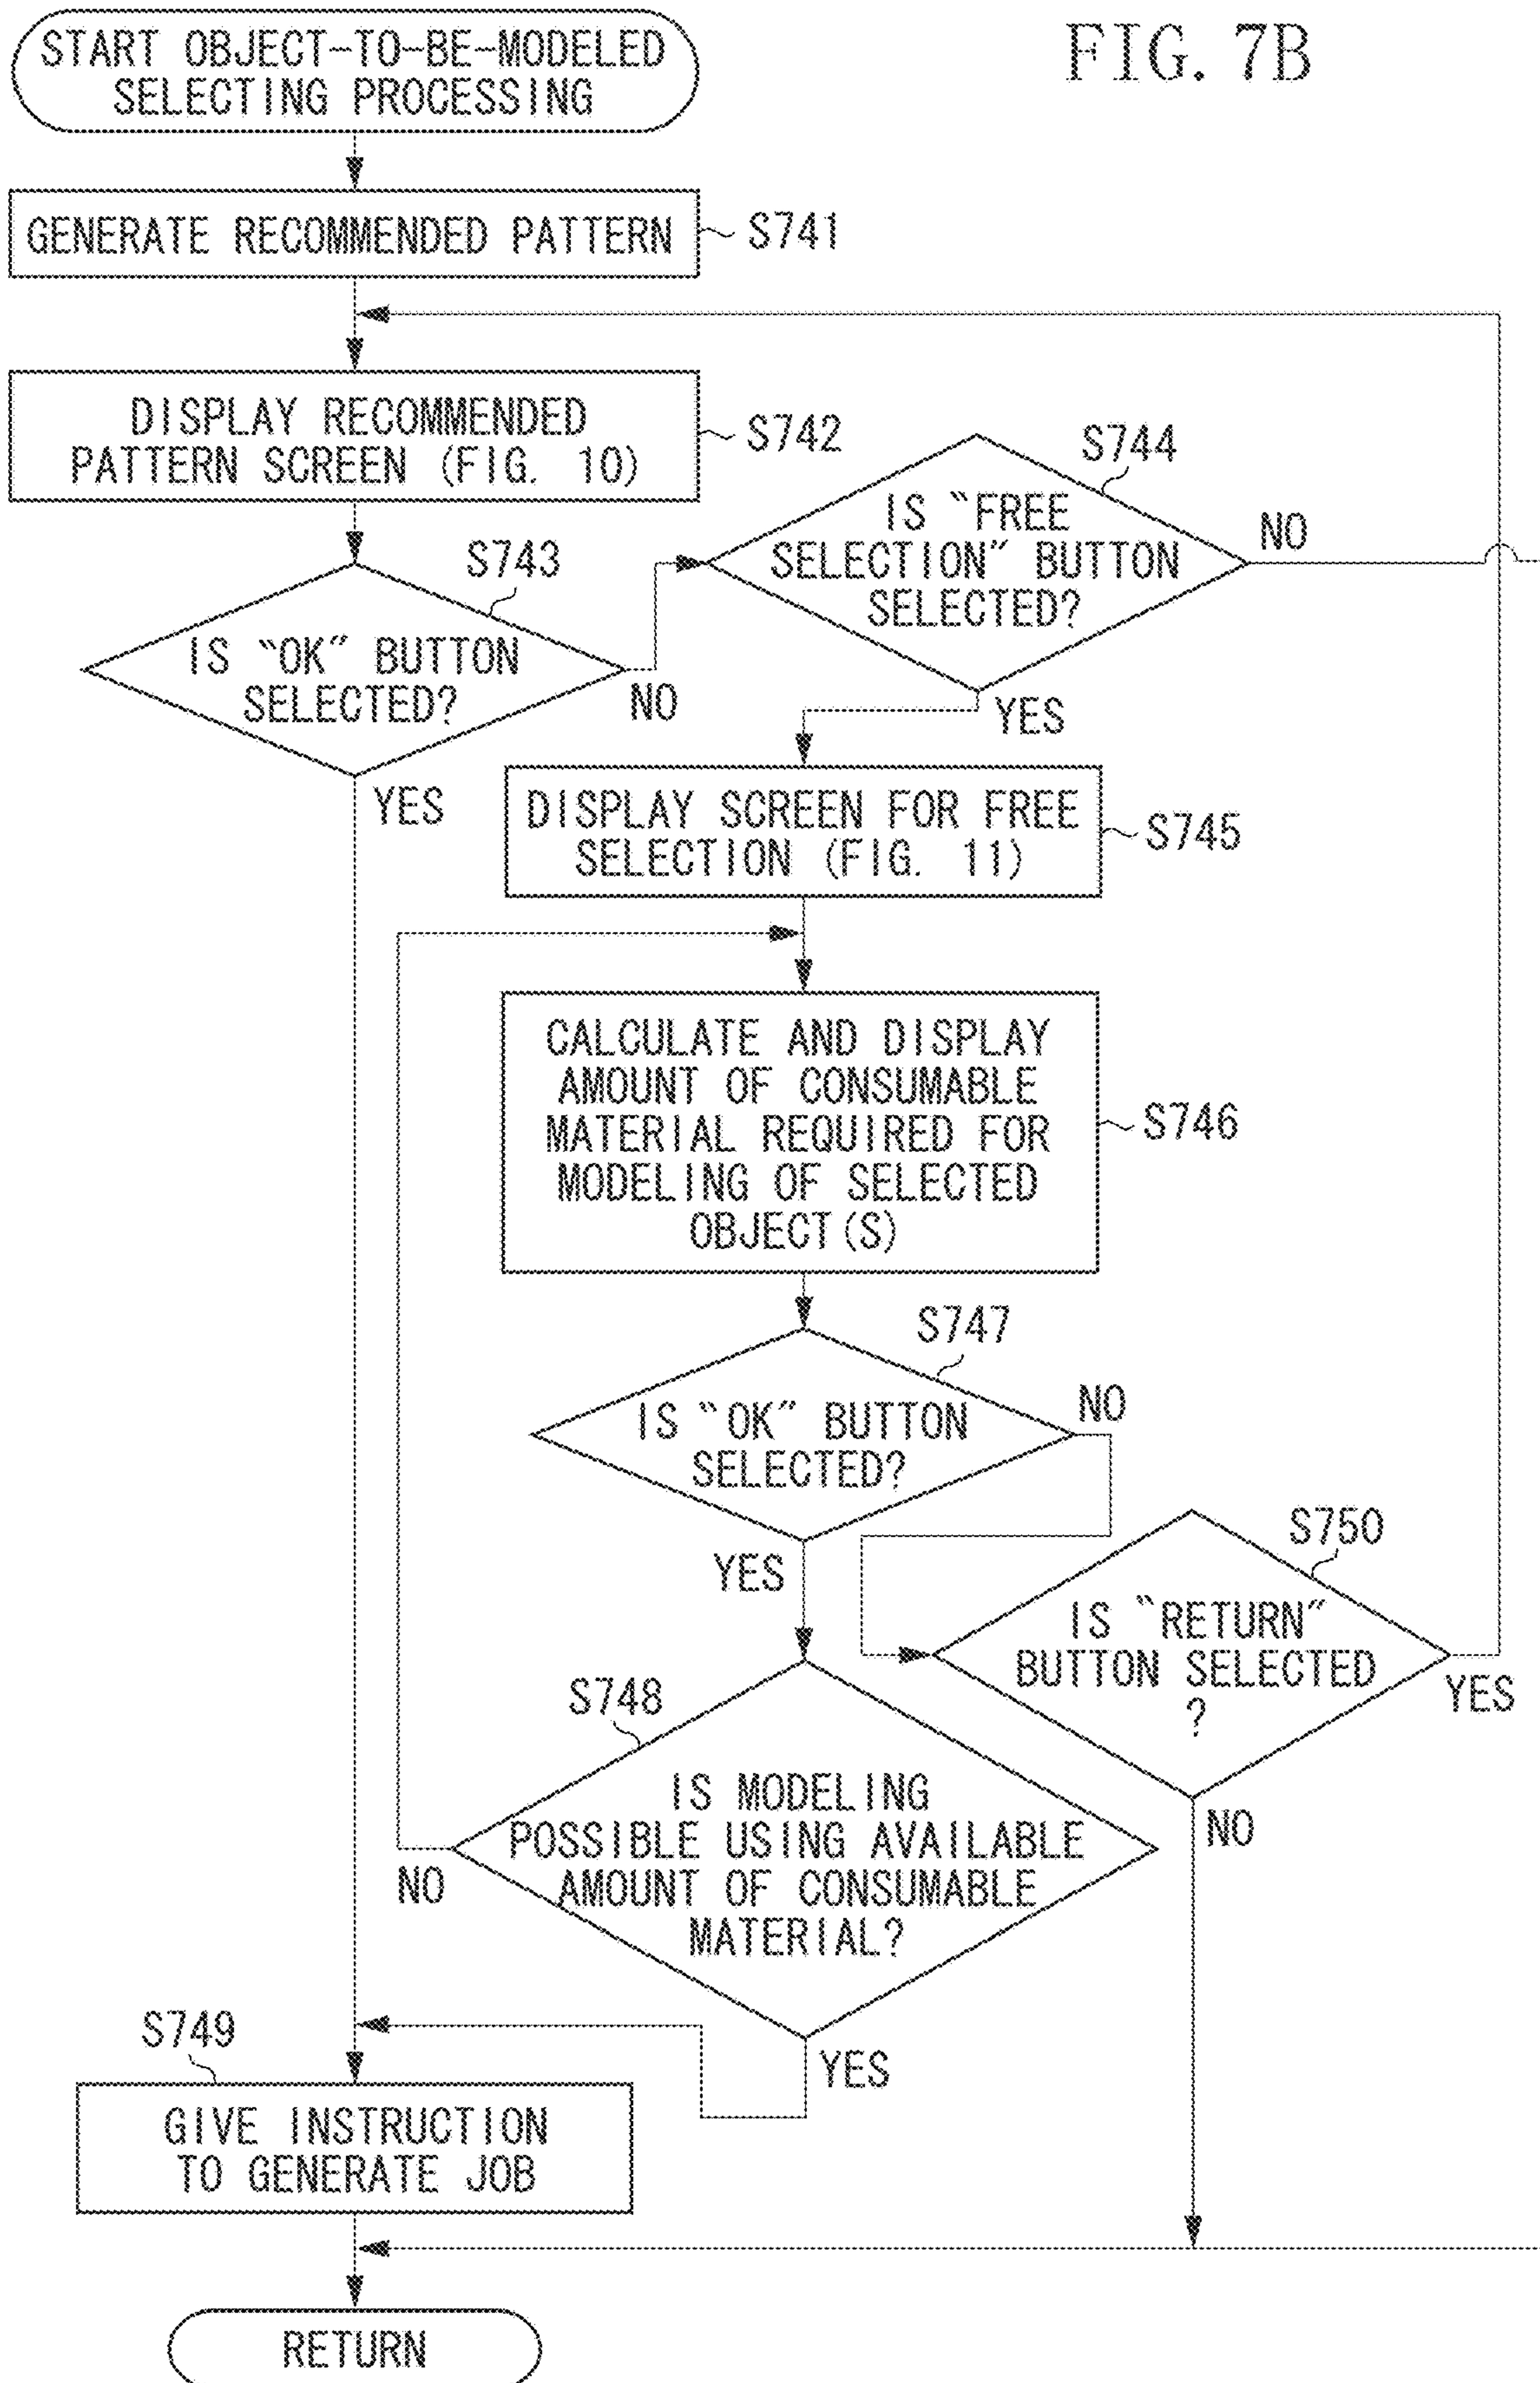 FIG. 7B
START OBJECT-TO-BE-MODELED
SELECTING PROCESSING
GENERATE RECOMMENDED PATTERN
S741
DISPLAY RECOMMENDED
PATTERN SCREEN (FIG. 10)
S742
S743
IS “OK” BUTTON
SELECTED?
NO
YES
S744
IS “FREE
SELECTION” BUTTON
SELECTED?
NO
YES
DISPLAY SCREEN FOR FREE
SELECTION (FIG. 11)
S745
CALCULATE AND DISPLAY
AMOUNT OF CONSUMABLE
MATERIAL REQUIRED FOR
MODELING OF SELECTED
OBJECT(S)
S746
S747
IS “OK” BUTTON
SELECTED?
NO
YES
S750
IS “RETURN”
BUTTON SELECTED
?
YES
NO
S748
IS MODELING
POSSIBLE USING AVAILABLE
AMOUNT OF CONSUMABLE
MATERIAL?
NO
YES
S749
GIVE INSTRUCTION
TO GENERATE JOB
RETURN